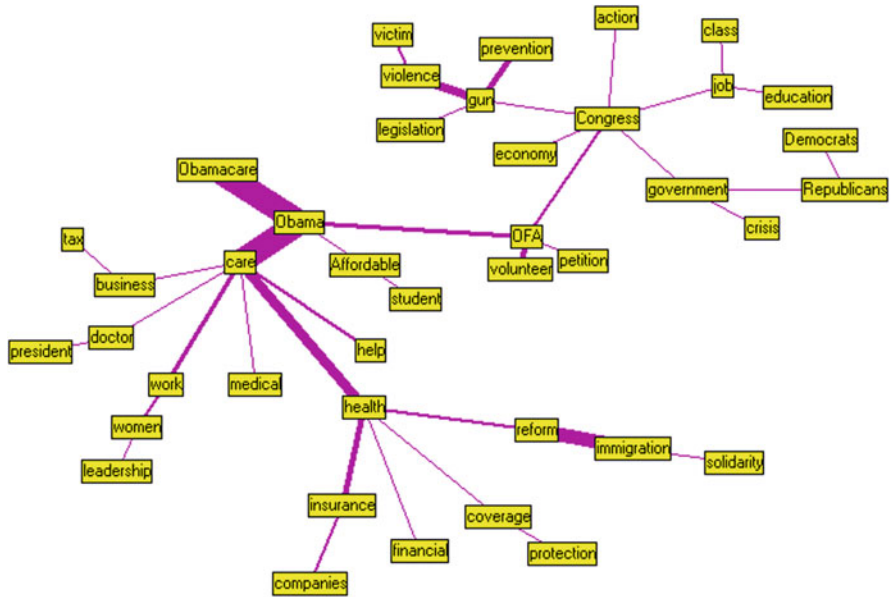 action
victim
class
prevention
violence
job
gun
education
Congress
legislation
Democrats
economy
Obamacare
government
Republicans
Obama
crisis
tax
OFA
care
Affordable
petition
volunteer
business
student
doctor
president
help
work
medical
health
women
reform
immigration
leadership
solidarity
insurance
coverage
financial
protection
companies